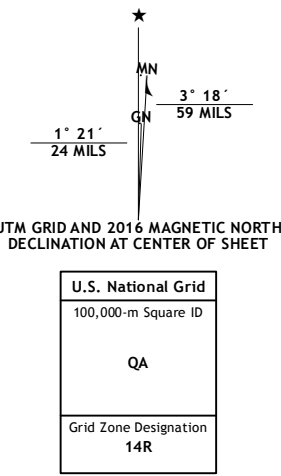 MN
GN
3° 18´
59 MILS
1° 21´
24 MILS
UTM GRID AND 2016 MAGNETIC NORTH
DECLINATION AT CENTER OF SHEET
U.S. National Grid
100,000-m Square ID
QA
Grid Zone Designation
14R